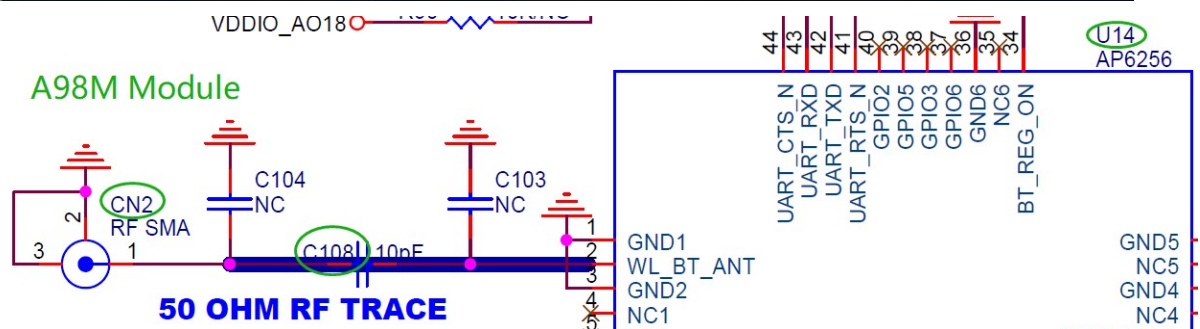 VDDIO_AO18
A98M Module
U14
AP6256
44
43
42
41
40
39
38
37
36
35
34
UART_CTS_N
UART_RXD
UART_TXD
UART_RTS_N
GPIO2
GPIO5
GPIO3
GPIO6
GND6
NC6
BT_REG_ON
C104
NC
C103
NC
CN2
RF SMA
2
3
1
C108
10pF
50 OHM RF TRACE
1
2
3
4
5
GND1
WL_BT_ANT
GND2
NC1
GND5
NC5
GND4
NC4